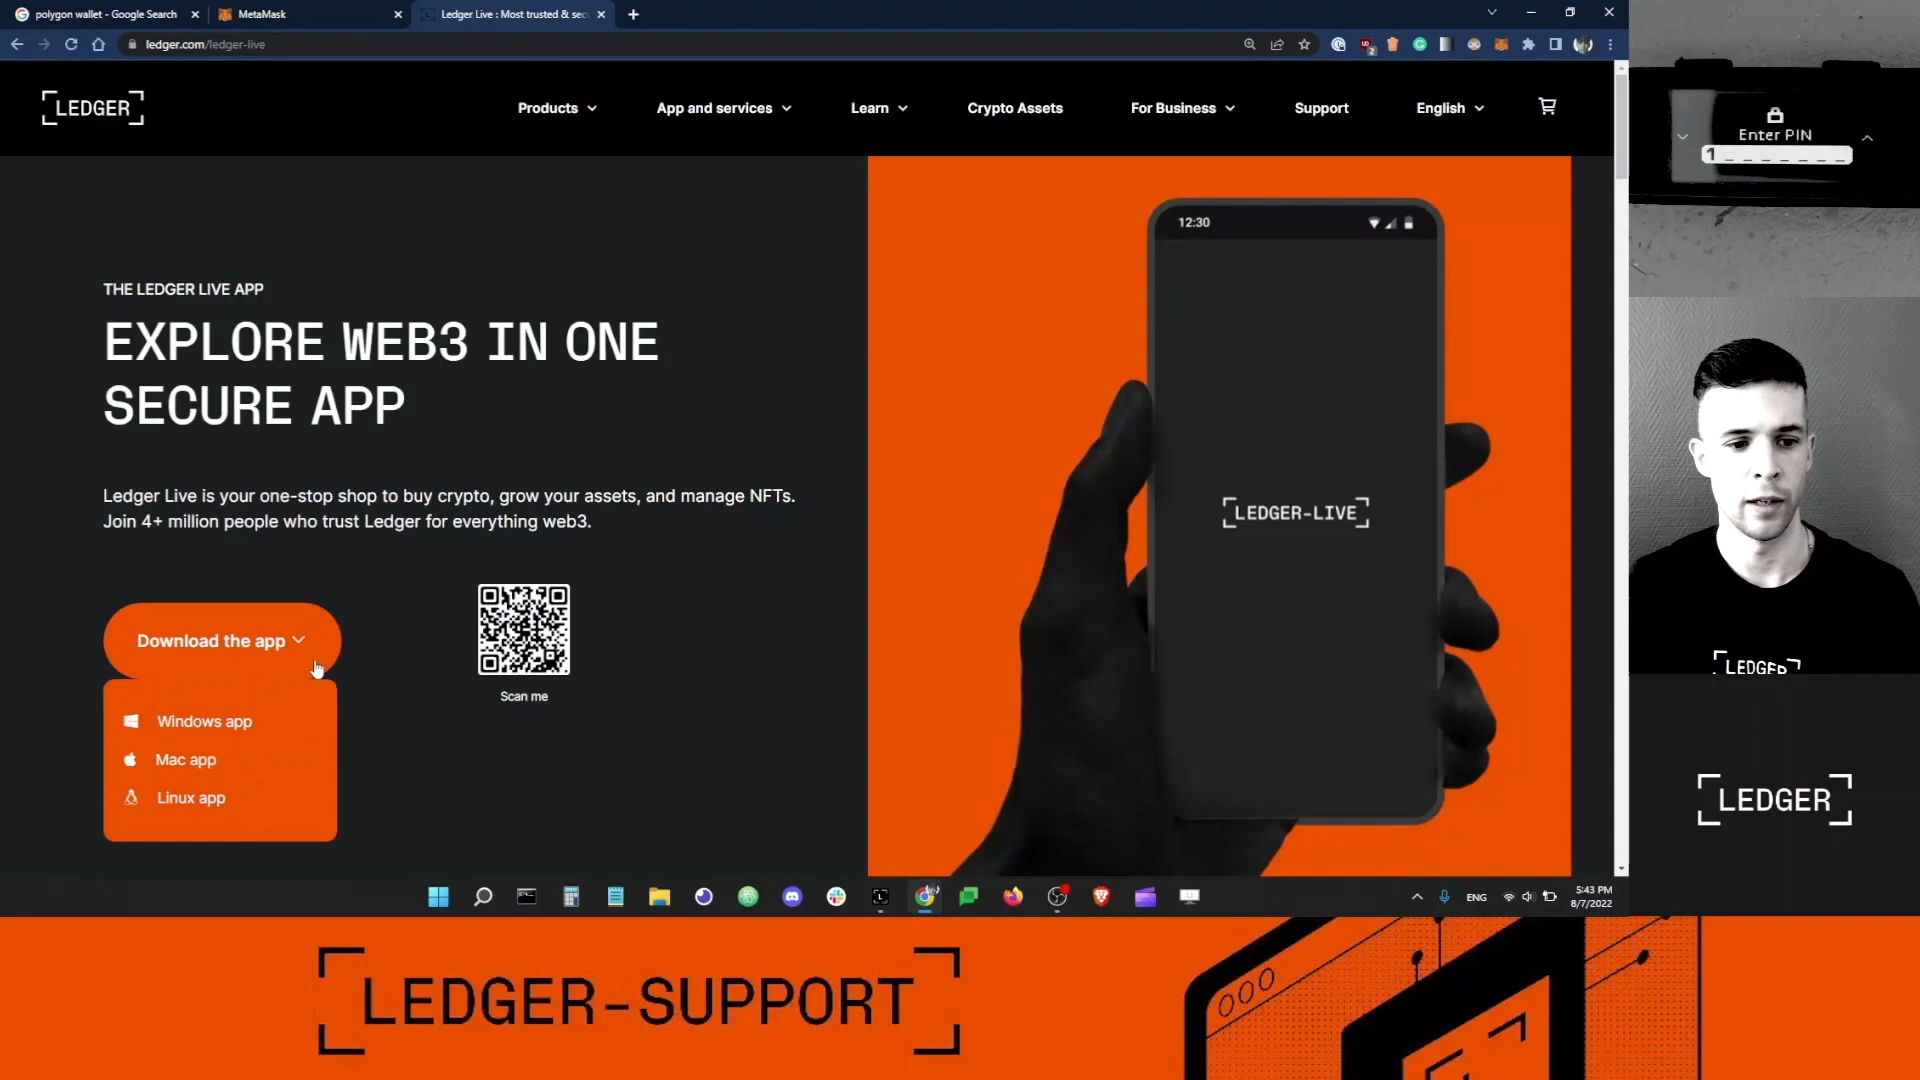 polygon wallet - Google Search
MetaMask
Ledger Live : Most trusted & sec
ledger.com/ledger-live
2
LEDGER
Products
App and services
Learn
Crypto Assets
For Business
Support
English
THE LEDGER LIVE APP
EXPLORE WEB3 IN ONE
SECURE APP
Ledger Live is your one-stop shop to buy crypto, grow your assets, and manage NFTs.
Join 4+ million people who trust Ledger for everything web3.
Download the app
Windows app
Mac app
Linux app
Scan me
12:30
LEDGER-LIVE
ENG
5:43 PM
8/7/2022
Enter PIN
1 _ _ _ _ _ _ _
LEDGER
LEDGER
LEDGER-SUPPORT